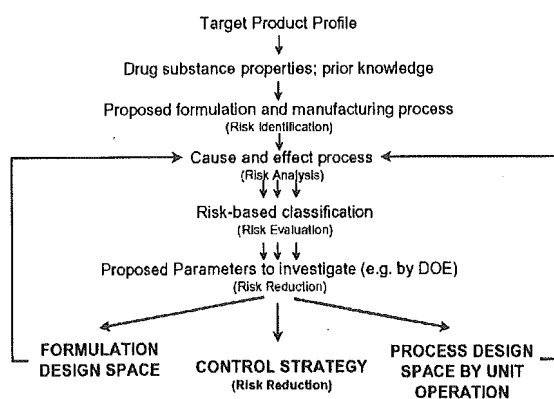 Target Product Profile
Drug substance properties; prior knowledge
Proposed formulation and manufacturing process
(Risk Identification)
Cause and effect process
(Risk Analysis)
Risk-based classification
(Risk Evaluation)
Proposed Parameters to investigate (e.g. by DOE)
(Risk Reduction)
FORMULATION
DESIGN SPACE
CONTROL STRATEGY
(Risk Reduction)
PROCESS DESIGN
SPACE BY UNIT
OPERATION